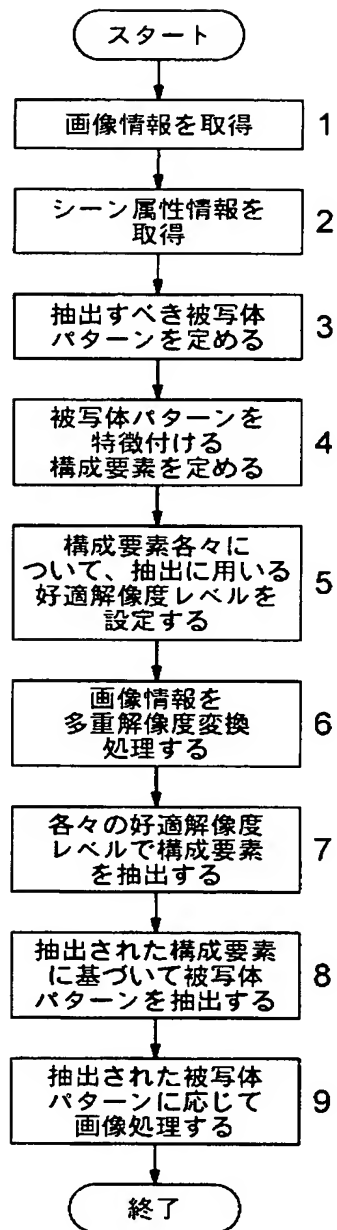 スタート
画像情報を取得 1
シーン属性情報を
取得
2
抽出すべき被写体
パターンを定める
3
被写体パターンを
特徴付ける
構成要素を定める
4
構成要素各々に
ついて、抽出に用いる
好適解像度レベルを
設定する
5
画像情報を
多重解像度変換
処理する
6
各々の好適解像度
レベルで構成要素
を抽出する
7
抽出された構成要素
に基づいて被写体
パターンを抽出する
8
抽出された被写体
パターンに応じて
画像処理する
9
終了